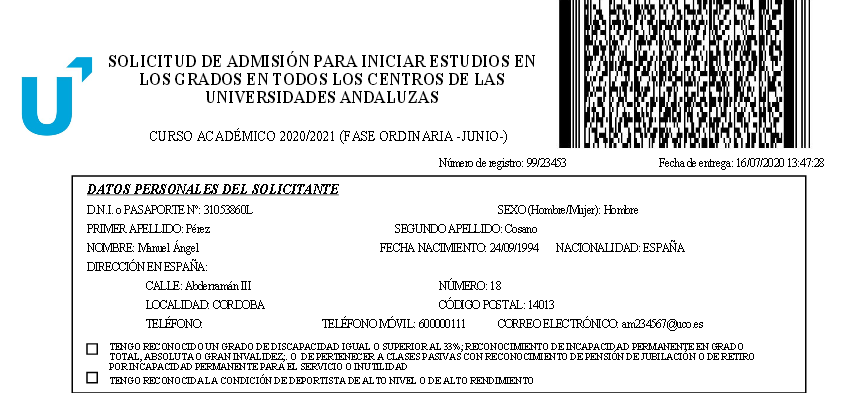 SOLICITUD DE ADMISIÓN PARA INICIAR ESTUDIOS EN
LOS GRADOS EN TODOS LOS CENTROS DE LAS
UNIVERSIDADES ANDALUZAS
CURSO ACADÉMICO 2020/2021 (FASE ORDINARIA -JUNIO-)
Número de registro: 99/23453 Fecha de entrega: 16/07/2020 13:47:28
DATOS PERSONALES DEL SOLICITANTE
D.N.I. o PASAPORTE Nº: 31053860L SEXO (Hombre/Mujer): Hombre
PRIMER APELLIDO: Pérez SEGUNDO APELLIDO: Cosano
NOMBRE: Manuel Ángel FECHA NACIMIENTO: 24/09/1994 NACIONALIDAD: ESPAÑA
DIRECCIÓN EN ESPAÑA:
CALLE: Abderramán III NÚMERO: 18
LOCALIDAD: CORDOBA CÓDIGO POSTAL: 14013
TELÉFONO: TELÉFONO MÓVIL: 600000111 CORREO ELECTRÓNICO: am234567@uco.es
TENGO RECONOCIDO UN GRADO DE DISCAPACIDAD IGUAL O SUPERIOR AL 33%; RECONOCIMIENTO DE INCAPACIDAD PERMANENTE EN GRADO
TOTAL, ABSOLUTA O GRAN INVALIDEZ;. O DE PERTENECER A CLASES PASIVAS CON RECONOCIMIENTO DE PENSIÓN DE JUBILACIÓN O DE RETIRO
POR INCAPACIDAD PERMANENTE PARA EL SERVICIO O INUTILIDAD
TENGO RECONOCIDA LA CONDICIÓN DE DEPORTISTA DE ALTO NIVEL O DE ALTO RENDIMIENTO